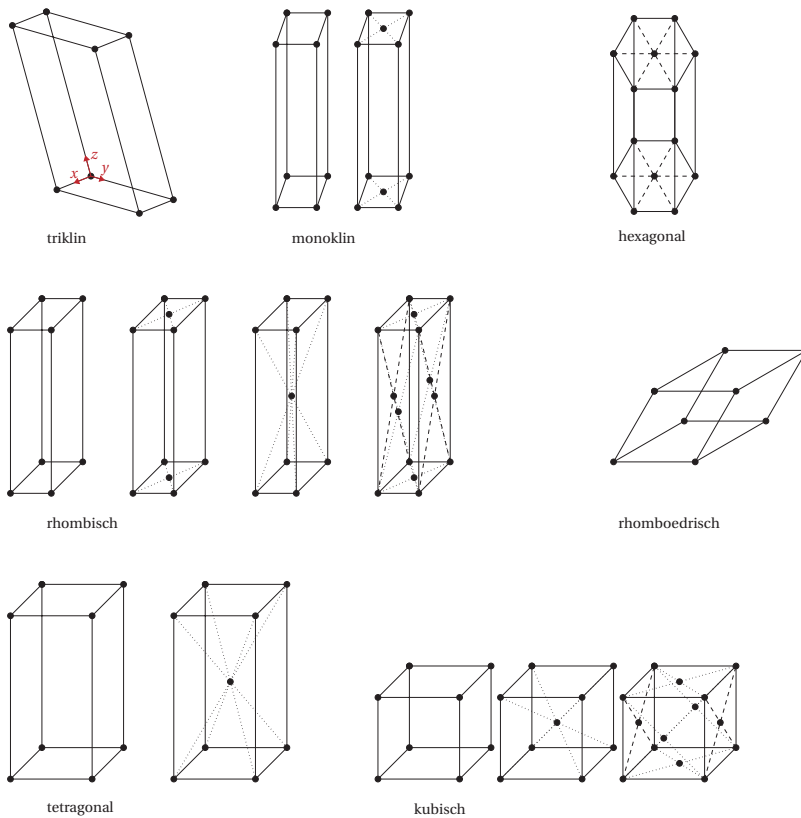 z
x
y
triklin
monoklin
hexagonal
rhombisch
rhomboedrisch
tetragonal
kubisch